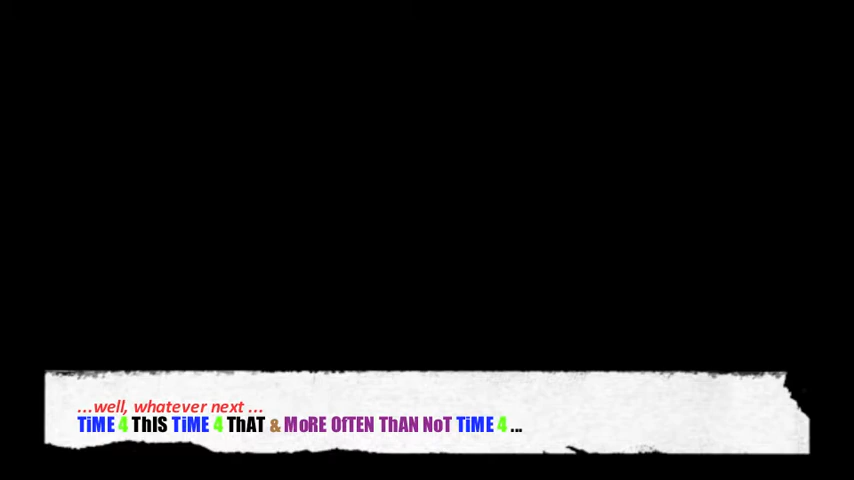 ...well, whatever next ...
TiME 4 ThIS TiME 4 ThAT & MoRE OfTEN ThAN NoT TiME 4 ...